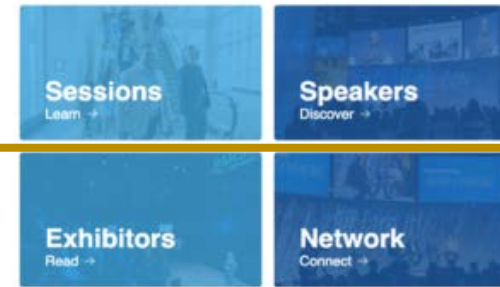 Sessions
Learn →
Speakers
Discover →
Exhibitors
Read →
Network
Connect →